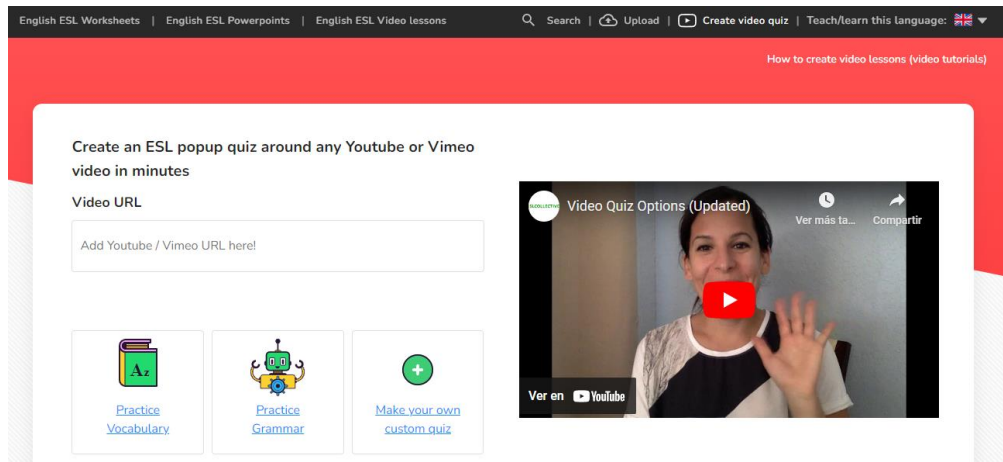 English ESL Worksheets | English ESL Powerpoints | English ESL Video lessons
Search | Upload | Create video quiz | Teach/learn this language:
How to create video lessons (video tutorials)
Create an ESL popup quiz around any Youtube or Vimeo
video in minutes
Video URL
Add Youtube / Vimeo URL here!
Practice
Vocabulary
Practice
Grammar
Make your own
custom quiz
Az
Video Quiz Options (Updated)
Ver más ta...
Compartir
Ver en YouTube